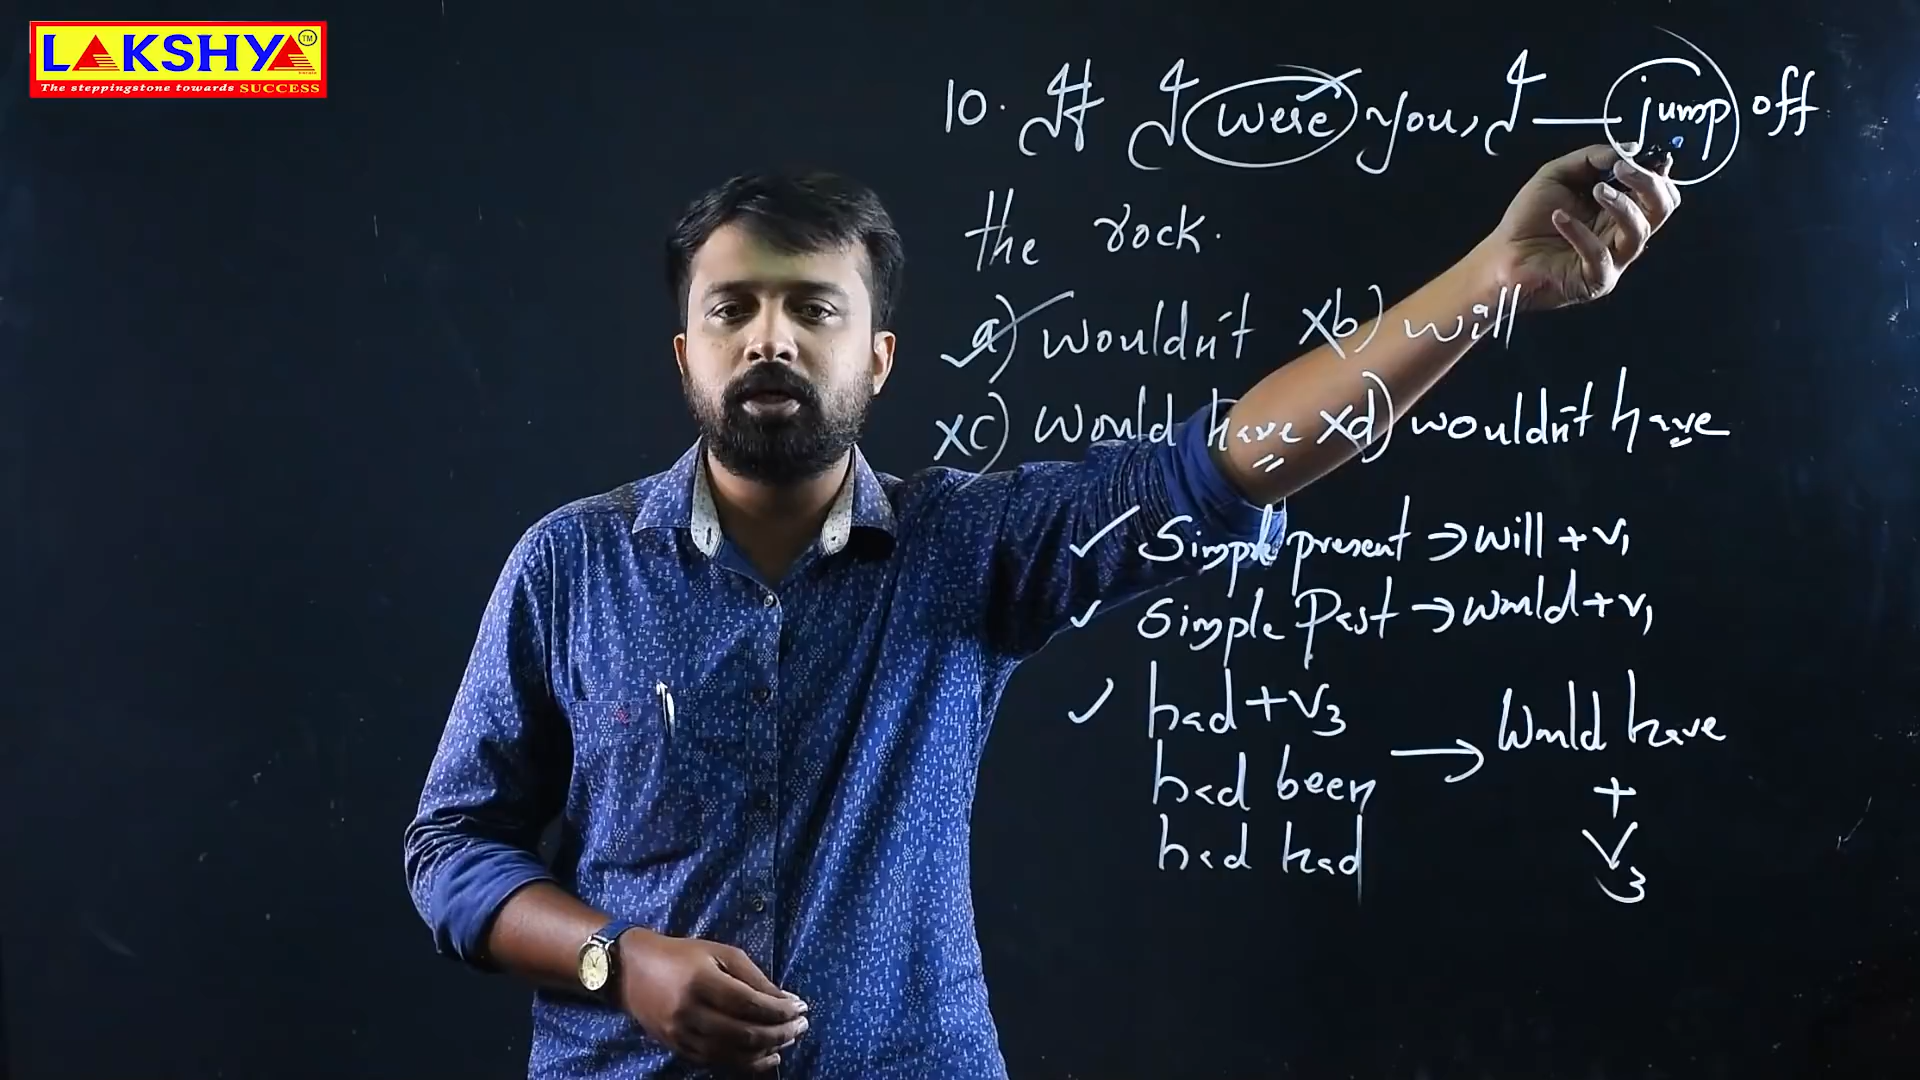 LAKSHYA TM
The steppingstone towards SUCCESS
10. If I were you, I — jump off
the rock.
a) wouldn't x b) will
x c) would have x d) wouldn't have
✓ Simple present → will + v1
✓ Simple Past → would + v1
✓ had + v3
had been → Would have
had had + V3